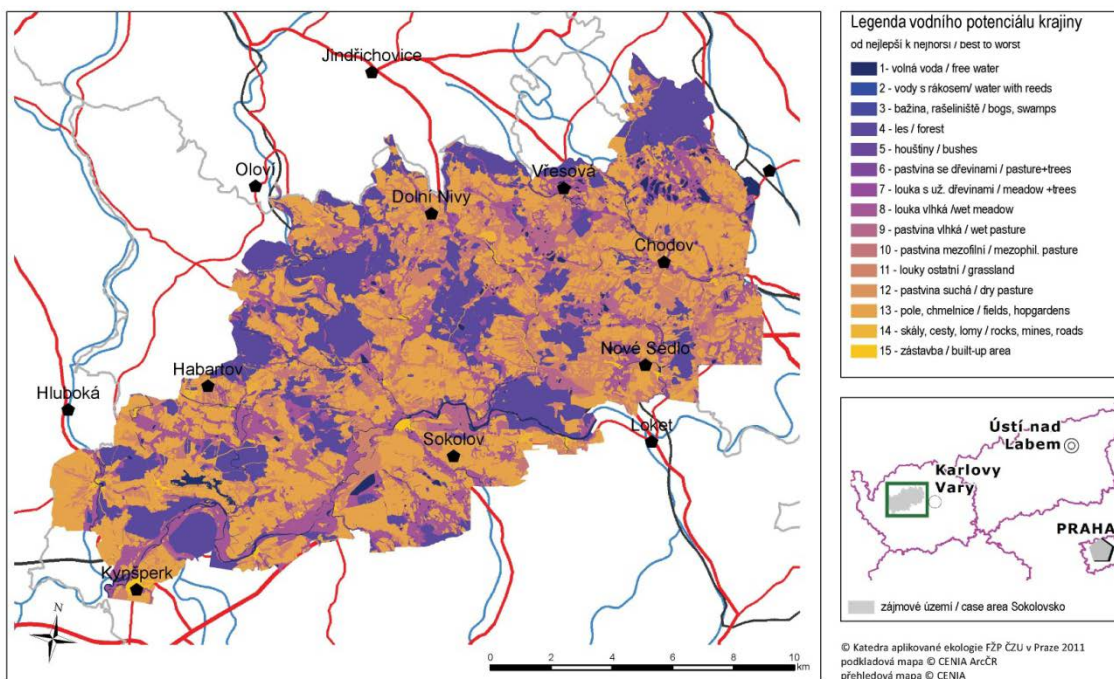 Jindřichovice
Oloví
Vřesová
Dolní Nivy
Chodov
Nové Sedlo
Habartov
Hluboká
Sokolov
Loket
Kynšperk
N
0 2 4 6 8 10
km
Legenda vodního potenciálu krajiny
od nejlepší k nejhorší / best to worst
1- volná voda / free water
2 - vody s rákosem/ water with reeds
3 - bažina, rašeliniště / bogs, swamps
4 - les / forest
5 - houštiny / bushes
6 - pastvina se dřevinami / pasture+trees
7 - louka s už. dřevinami / meadow +trees
8 - louka vlhká /wet meadow
9 - pastvina vlhká / wet pasture
10 - pastvina mezofilní / mezophil. pasture
11 - louky ostatní / grassland
12 - pastvina suchá / dry pasture
13 - pole, chmelnice / fields, hopgardens
14 - skály, cesty, lomy / rocks, mines, roads
15 - zástavba / built-up area
Ústí nad
Labem
Karlovy
Vary
PRAHA
zájmové území / case area Sokolovsko
© Katedra aplikované ekologie FŽP ČZU v Praze 2011
podkladová mapa © CENIA ArcČR
přehledová mapa © CENIA